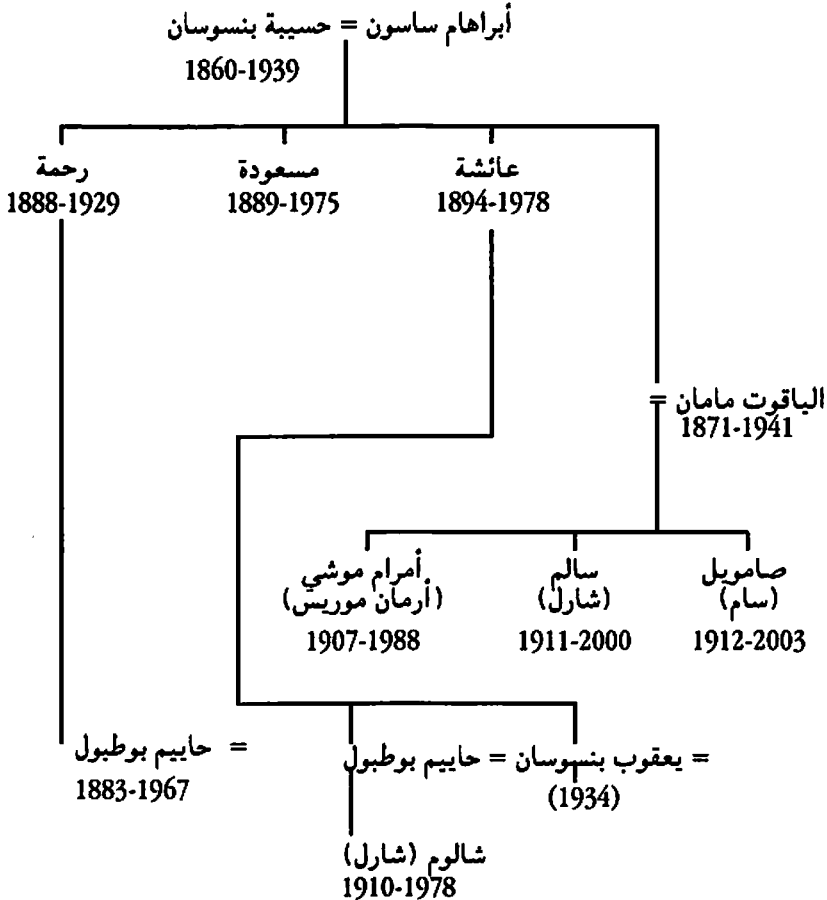 أبراهام ساسون = حسيبة بنسوسان
1860-1939
عائشة
1894-1978
مسعودة
1889-1975
رحمة
1888-1929
الياقوت مامان =
1871-1941
صامويل
(سام)
1912-2003
سالم
(شارل)
1911-2000
أمرام موشي
(أرمان موريس)
1907-1988
= يعقوب بنسوسان = حاييم بوطبول
(1934)
= حاييم بوطبول
1883-1967
شالوم (شارل)
1910-1978